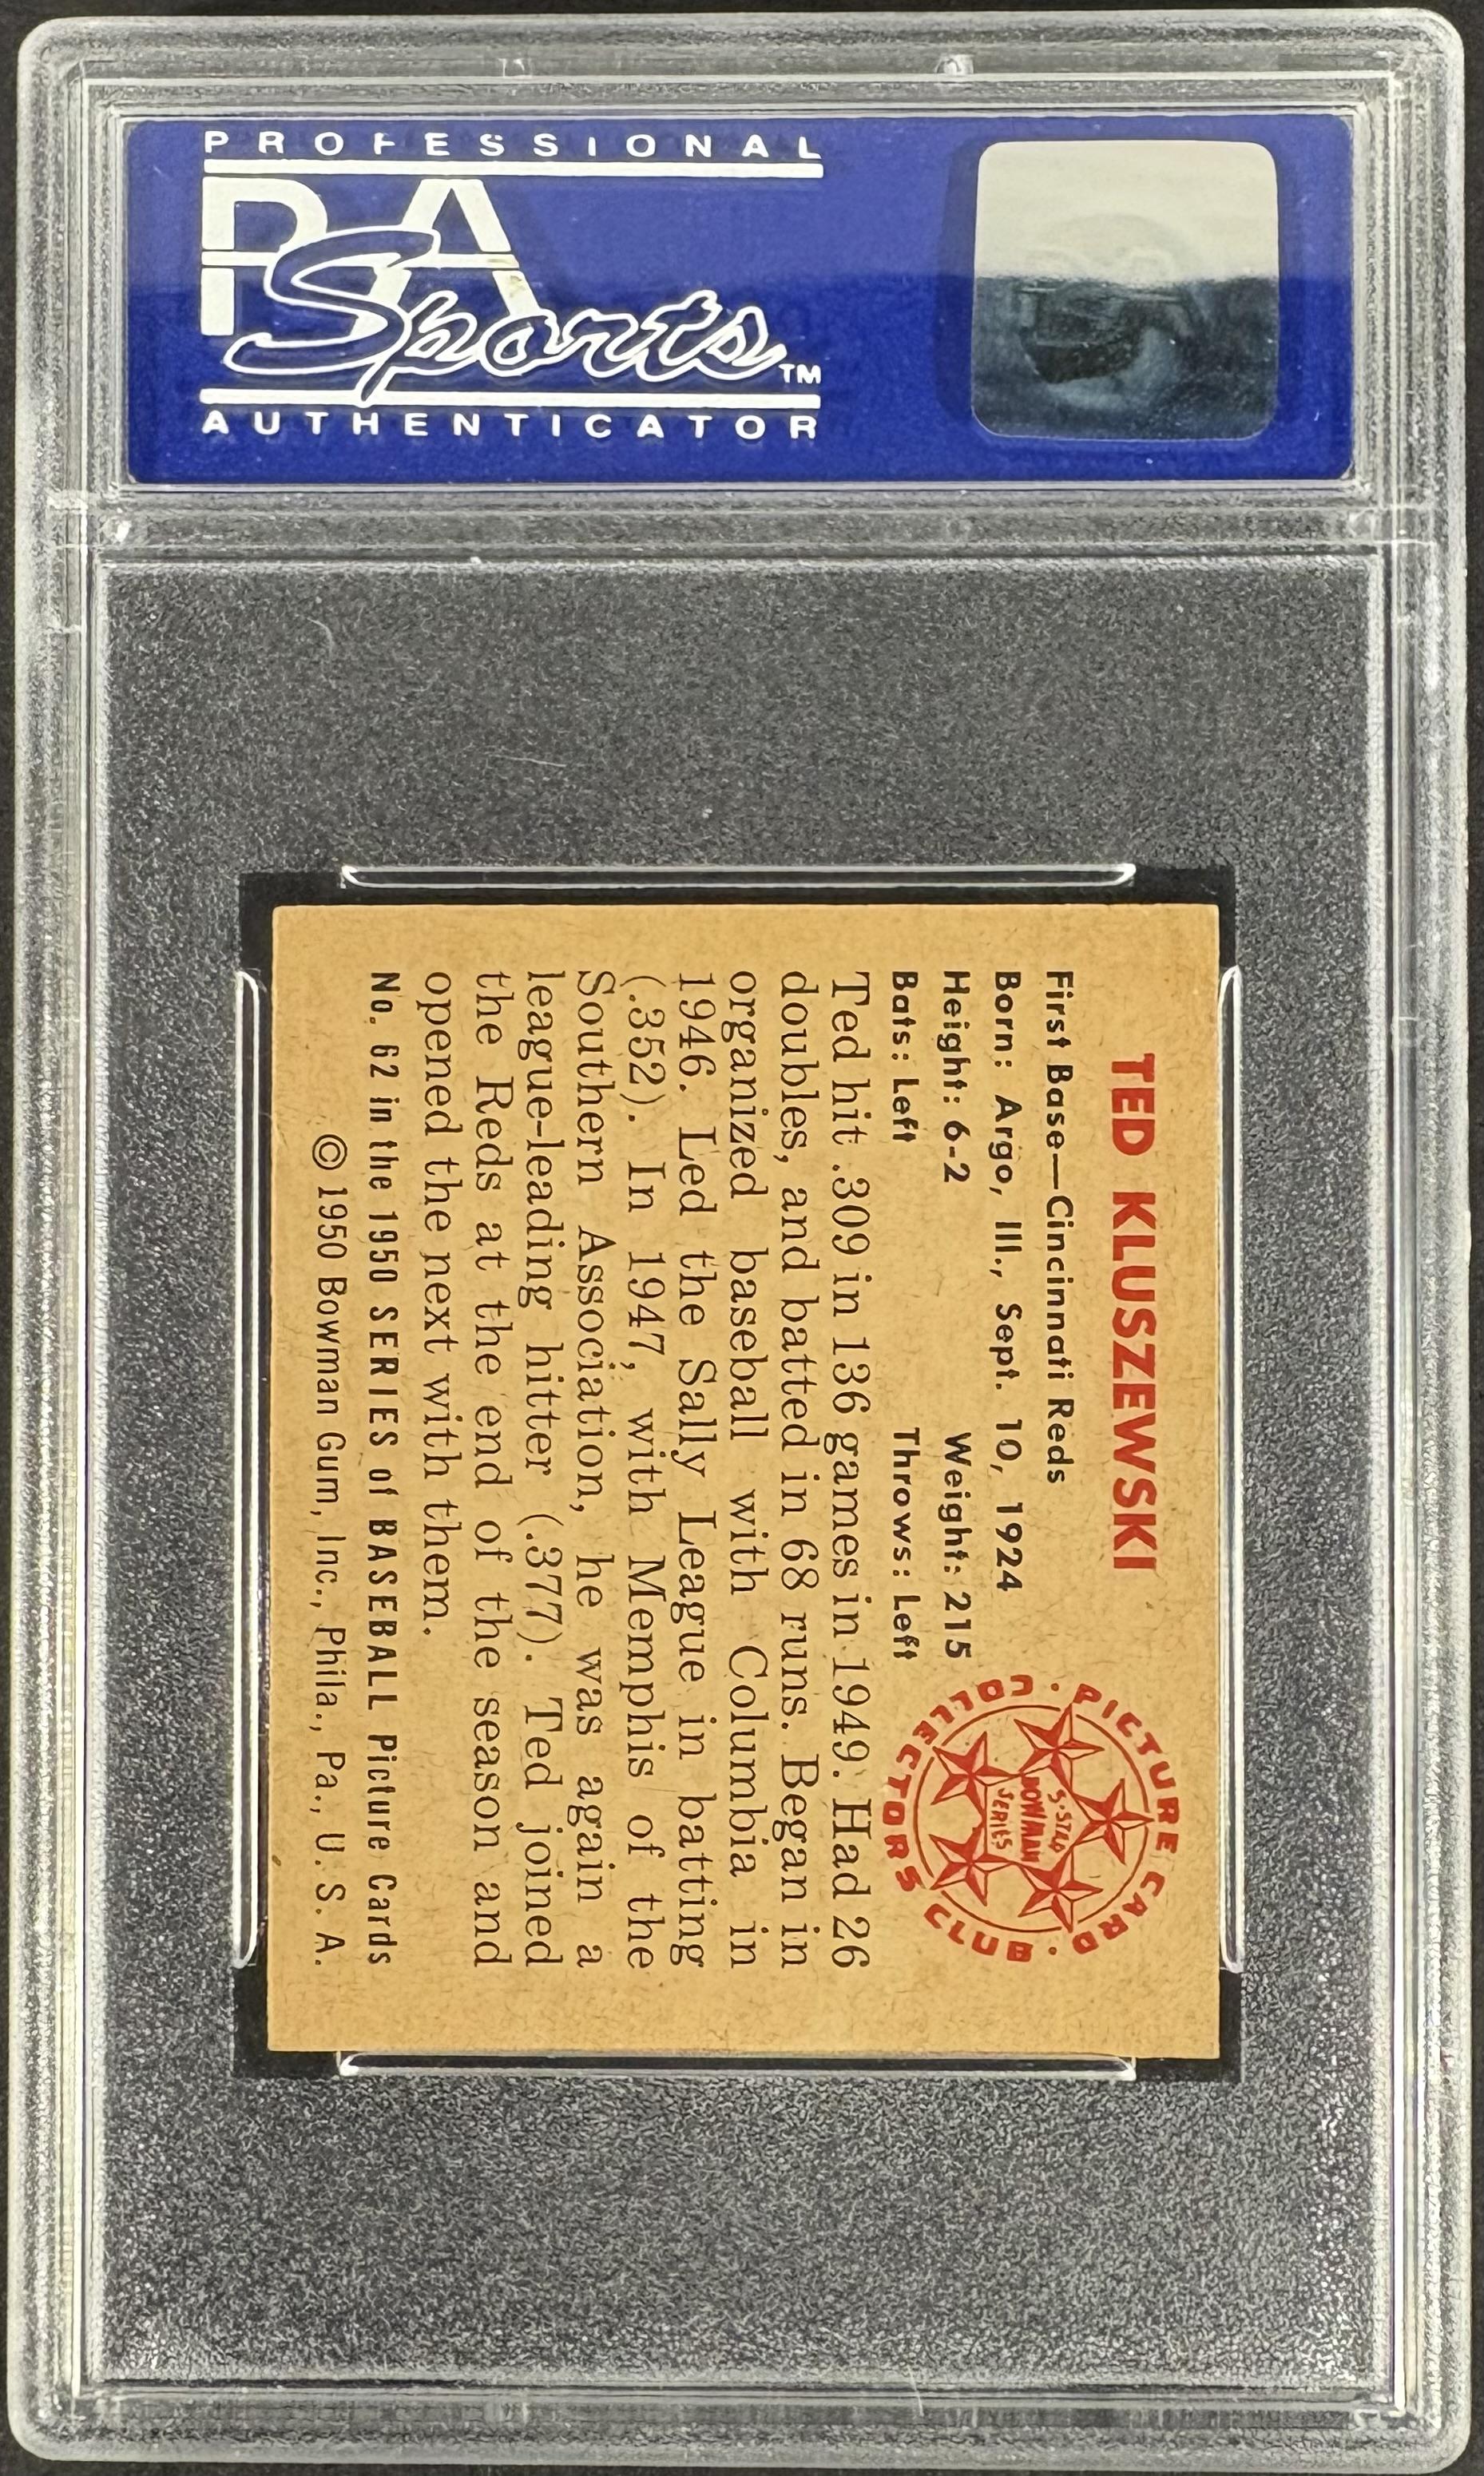 PROFESSIONAL
PSA
Sports™
AUTHENTICATOR
TED KLUSZEWSKI
First Base—Cincinnati Reds
Born: Argo, Ill., Sept. 10, 1924
Height: 6-2 Weight: 215
Bats: Left Throws: Left
PICTURE CARD • COLLECTORS CLUB •
5-STAR
BOWMAN
SERIES
Ted hit .309 in 136 games in 1949. Had 26
doubles, and batted in 68 runs. Began in
organized baseball with Columbia in
1946. Led the Sally League in batting
(.352). In 1947, with Memphis of the
Southern Association, he was again a
league-leading hitter (.377). Ted joined
the Reds at the end of the season and
opened the next with them.
No. 62 in the 1950 SERIES of BASEBALL Picture Cards
© 1950 Bowman Gum, Inc., Phila., Pa., U. S. A.